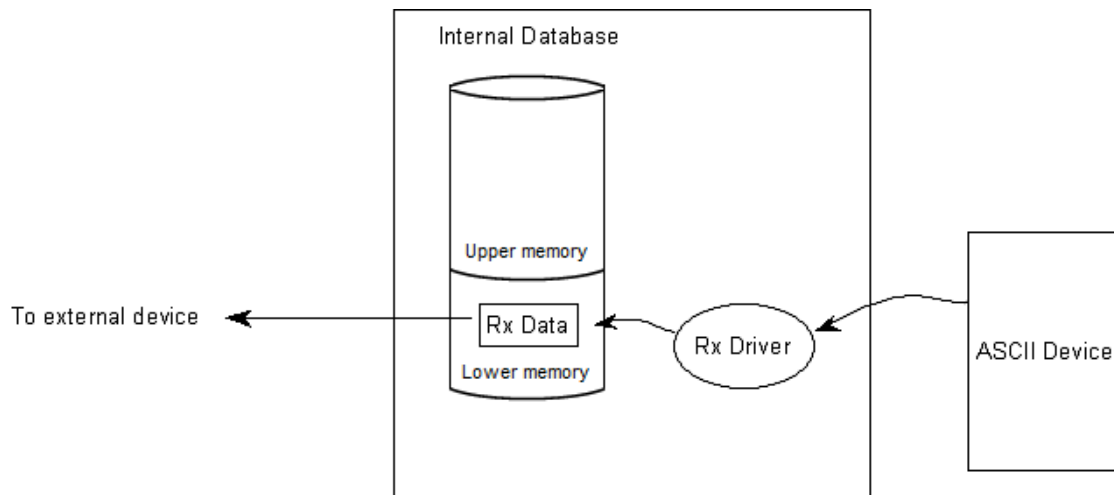 Internal Database
Upper memory
To external device
Rx Data
Rx Driver
ASCII Device
Lower memory